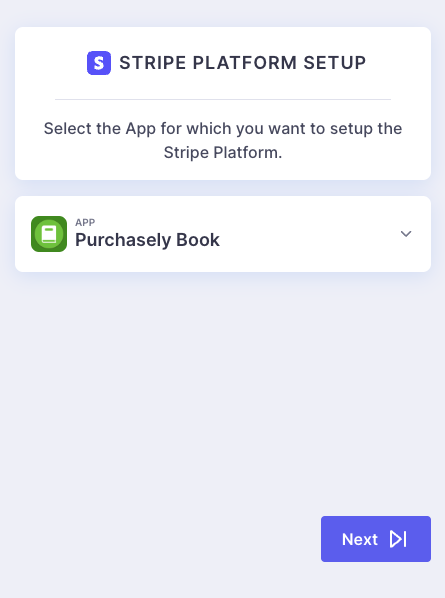 STRIPE PLATFORM SETUP
Select the App for which you want to setup the
Stripe Platform.
APP
Purchasely Book
Next